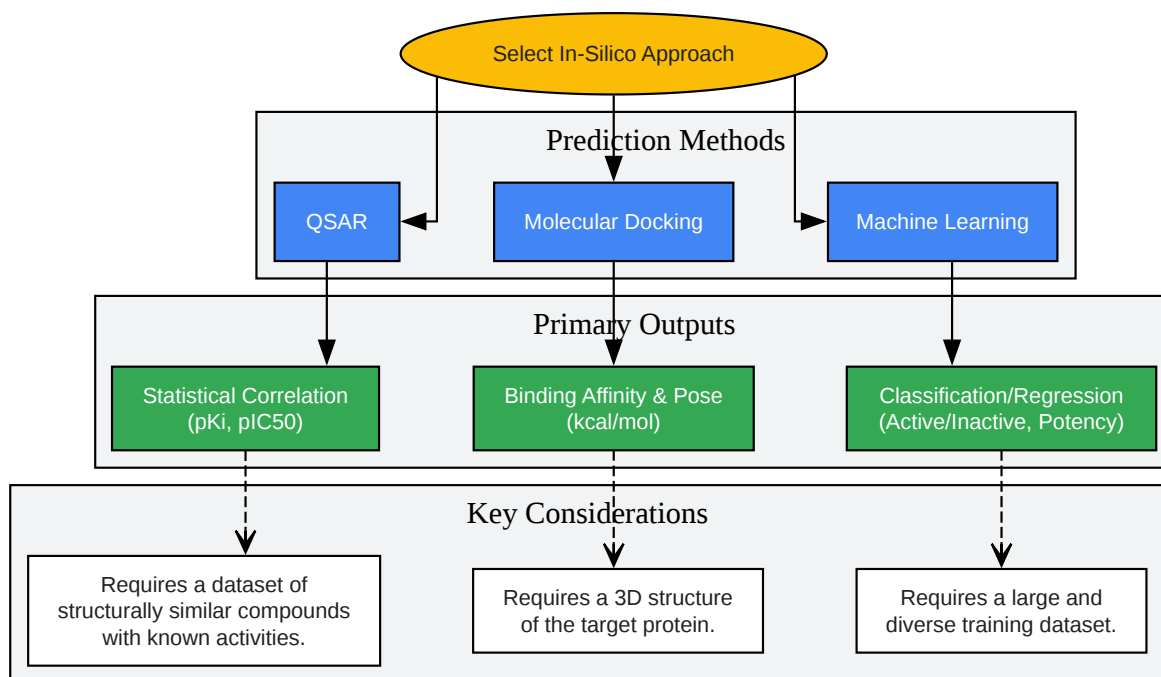 Select In-Silico Approach
Prediction Methods
QSAR
Molecular Docking
Machine Learning
Primary Outputs
Statistical Correlation
(pKi, pIC50)
Binding Affinity & Pose
(kcal/mol)
Classification/Regression
(Active/Inactive, Potency)
Key Considerations
Requires a dataset of
structurally similar compounds
with known activities.
Requires a 3D structure
of the target protein.
Requires a large and
diverse training dataset.